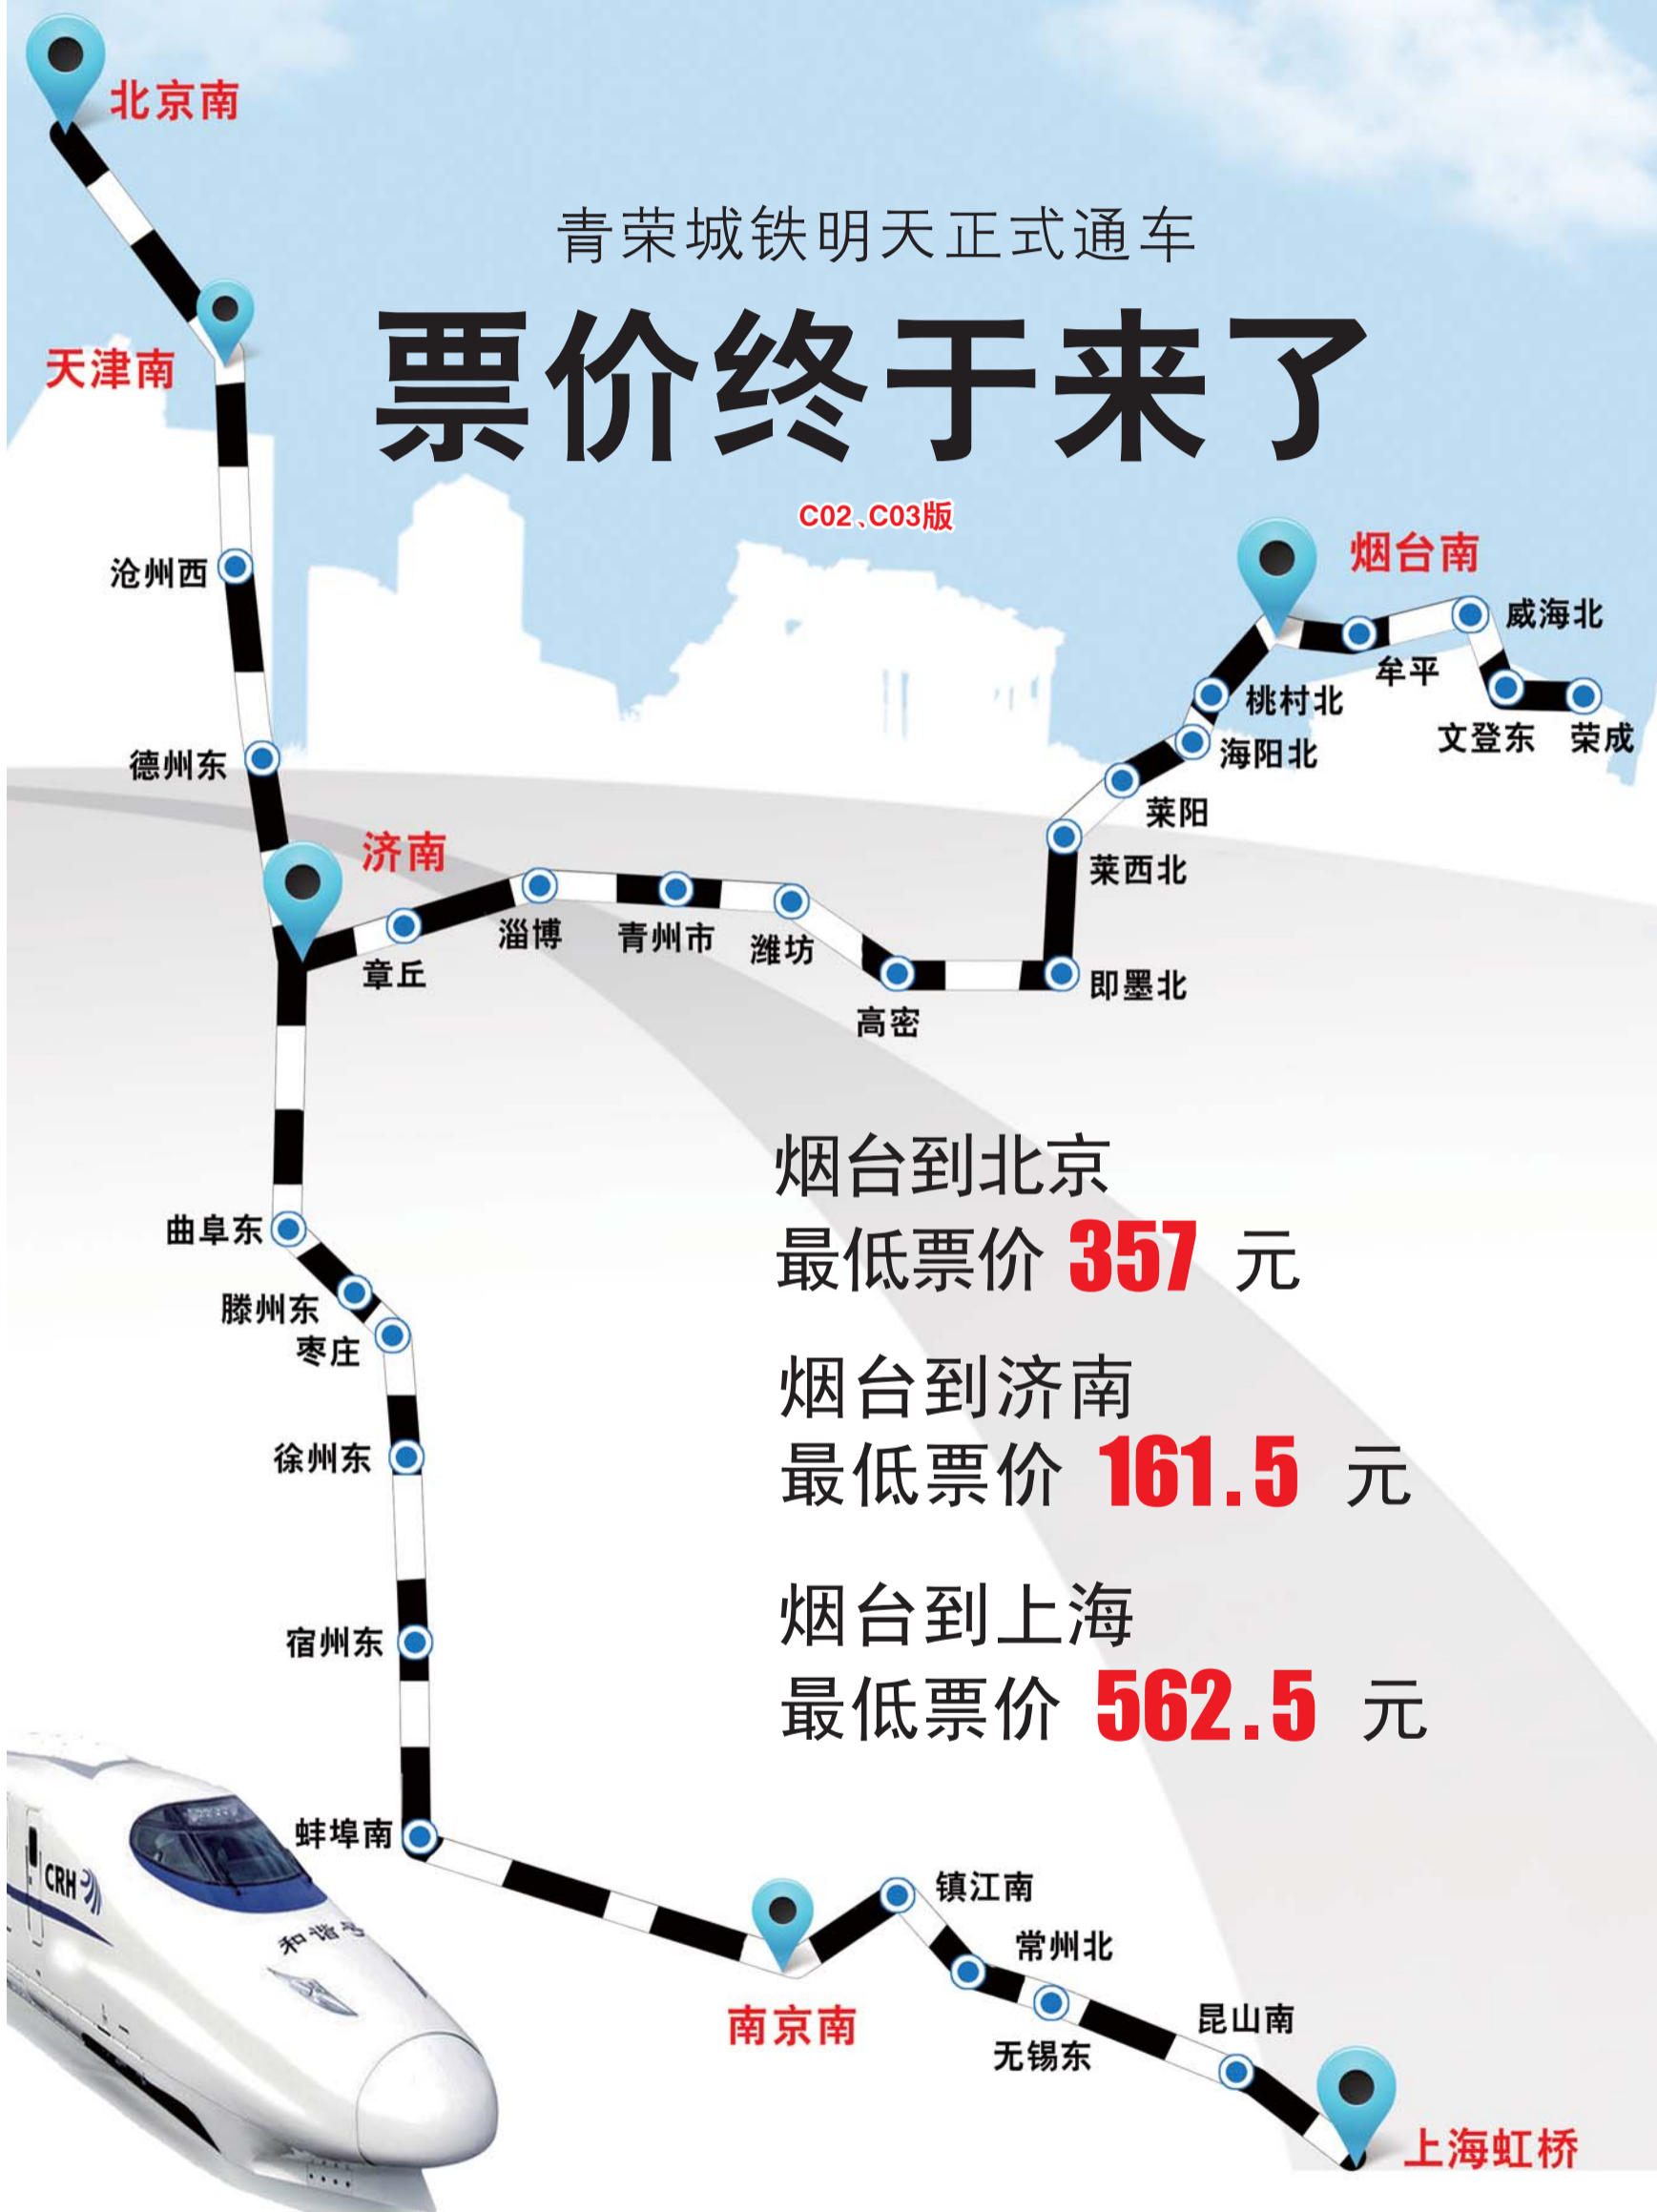 北京南
青荣城铁明天正式通车
天津南
票价终于来了
C02、C03版
烟台南
沧州西
威海北
牟平
桃村北
文登东
荣成
海阳北
德州东
莱阳
济南
莱西北
淄博
青州市
潍坊
章丘
即墨北
高密
烟台到北京
最低票价 357 元
曲阜东
滕州东
枣庄
烟台到济南
最低票价 161.5 元
徐州东
烟台到上海
宿州东
最低票价 562.5 元
蚌埠南
CRH
和谐号
镇江南
常州北
南京南
无锡东
昆山南
上海虹桥